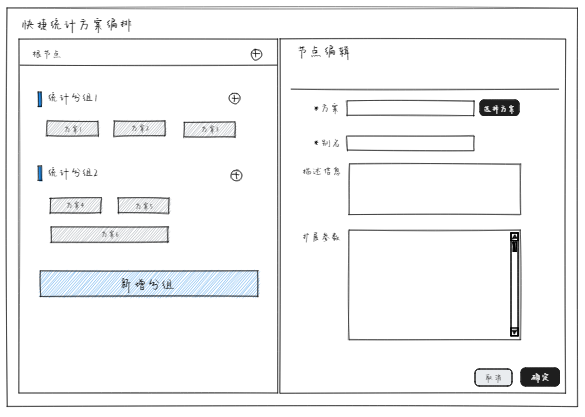 快捷统计方案编排
根节点
统计分组1
方案1 方案2 方案3
统计分组2
方案4 方案5
方案6
新增分组
节点编辑
*方案 选择方案
*别名
描述信息
扩展参数
取消 确定